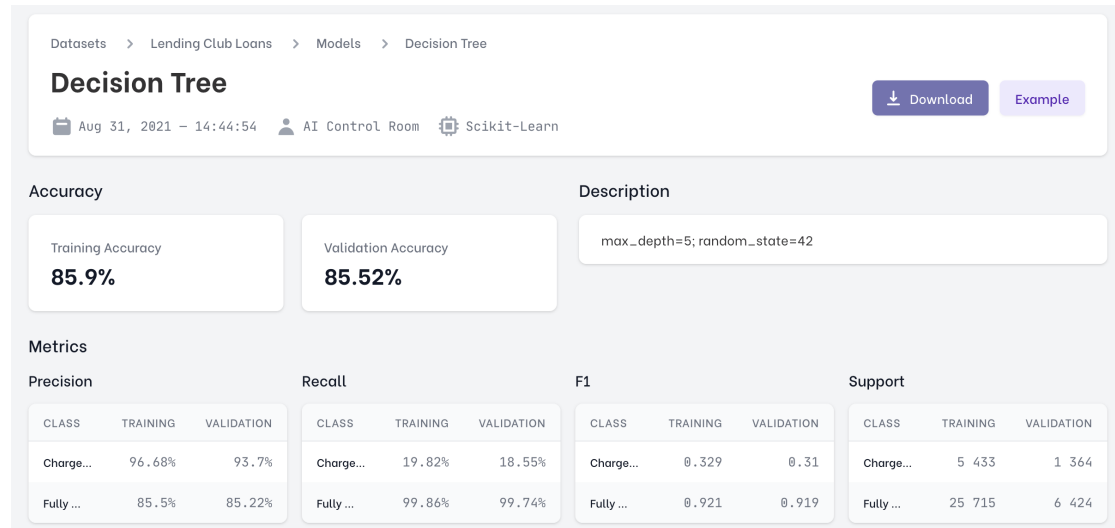 Datasets > Lending Club Loans > Models > Decision Tree
Decision Tree
Download Example
Aug 31, 2021 — 14:44:54 AI Control Room Scikit-Learn
Accuracy Description
Training Accuracy Validation Accuracy max_depth=5; random_state=42
85.9% 85.52%
Metrics
Precision Recall F1 Support
CLASS TRAINING VALIDATION CLASS TRAINING VALIDATION CLASS TRAINING VALIDATION CLASS TRAINING VALIDATION
Charge... 96.68% 93.7% Charge... 19.82% 18.55% Charge... 0.329 0.31 Charge... 5 433 1 364
Fully ... 85.5% 85.22% Fully ... 99.86% 99.74% Fully ... 0.921 0.919 Fully ... 25 715 6 424